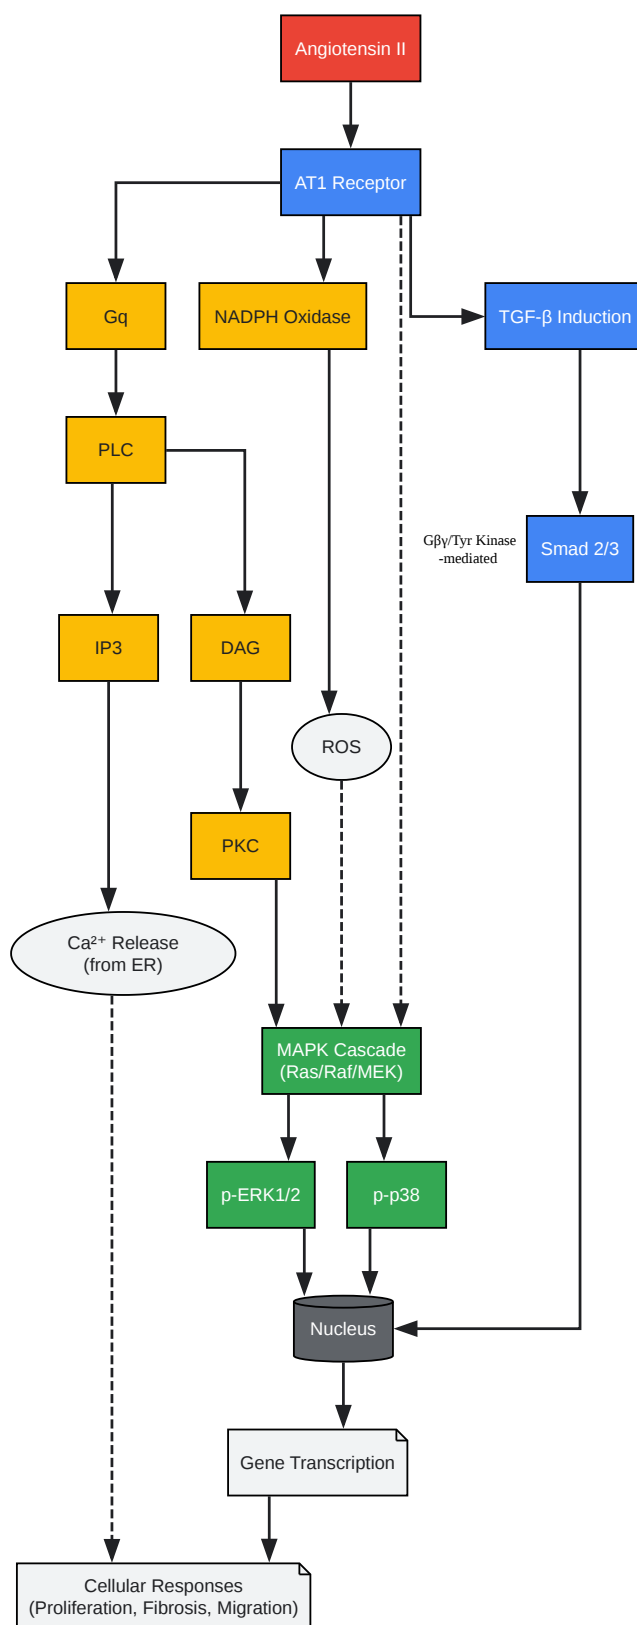 Angiotensin II
AT1 Receptor
Gq
NADPH Oxidase
TGF-β Induction
PLC
Gβγ/Tyr Kinase
-mediated
Smad 2/3
IP3
DAG
ROS
PKC
Ca²⁺ Release
(from ER)
MAPK Cascade
(Ras/Raf/MEK)
p-ERK1/2
p-p38
Nucleus
Gene Transcription
Cellular Responses
(Proliferation, Fibrosis, Migration)